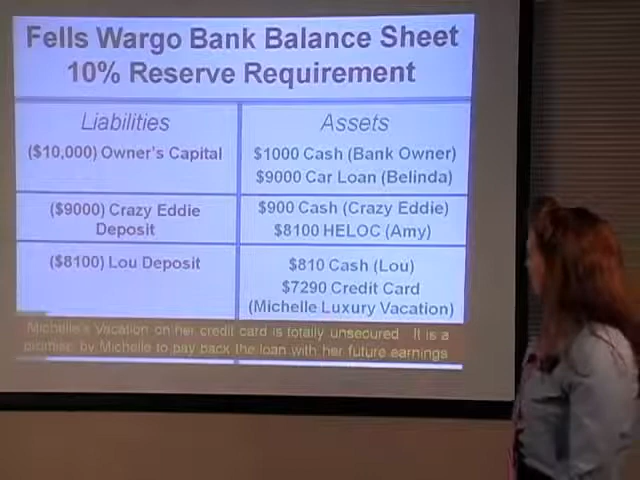 Fells Wargo Bank Balance Sheet
10% Reserve Requirement
Liabilities
Assets
($10,000) Owner's Capital
$1000 Cash (Bank Owner)
$9000 Car Loan (Belinda)
($9000) Crazy Eddie
Deposit
$900 Cash (Crazy Eddie)
$8100 HELOC (Amy)
($8100) Lou Deposit
$810 Cash (Lou)
$7290 Credit Card
(Michelle Luxury Vacation)
Michelle's Vacation on her credit card is totally unsecured. It is a
promise by Michelle to pay back the loan with her future earnings